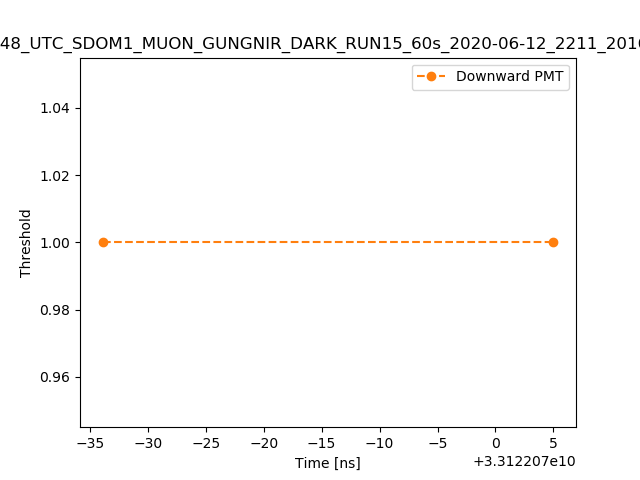 48_UTC_SDOM1_MUON_GUNGNIR_DARK_RUN15_60s_2020-06-12_2211_2010
Downward PMT
1.04
1.02
1.00
0.98
0.96
Threshold
−35 −30 −25 −20 −15 −10 −5 0 5
Time [ns]
+3.312207e10